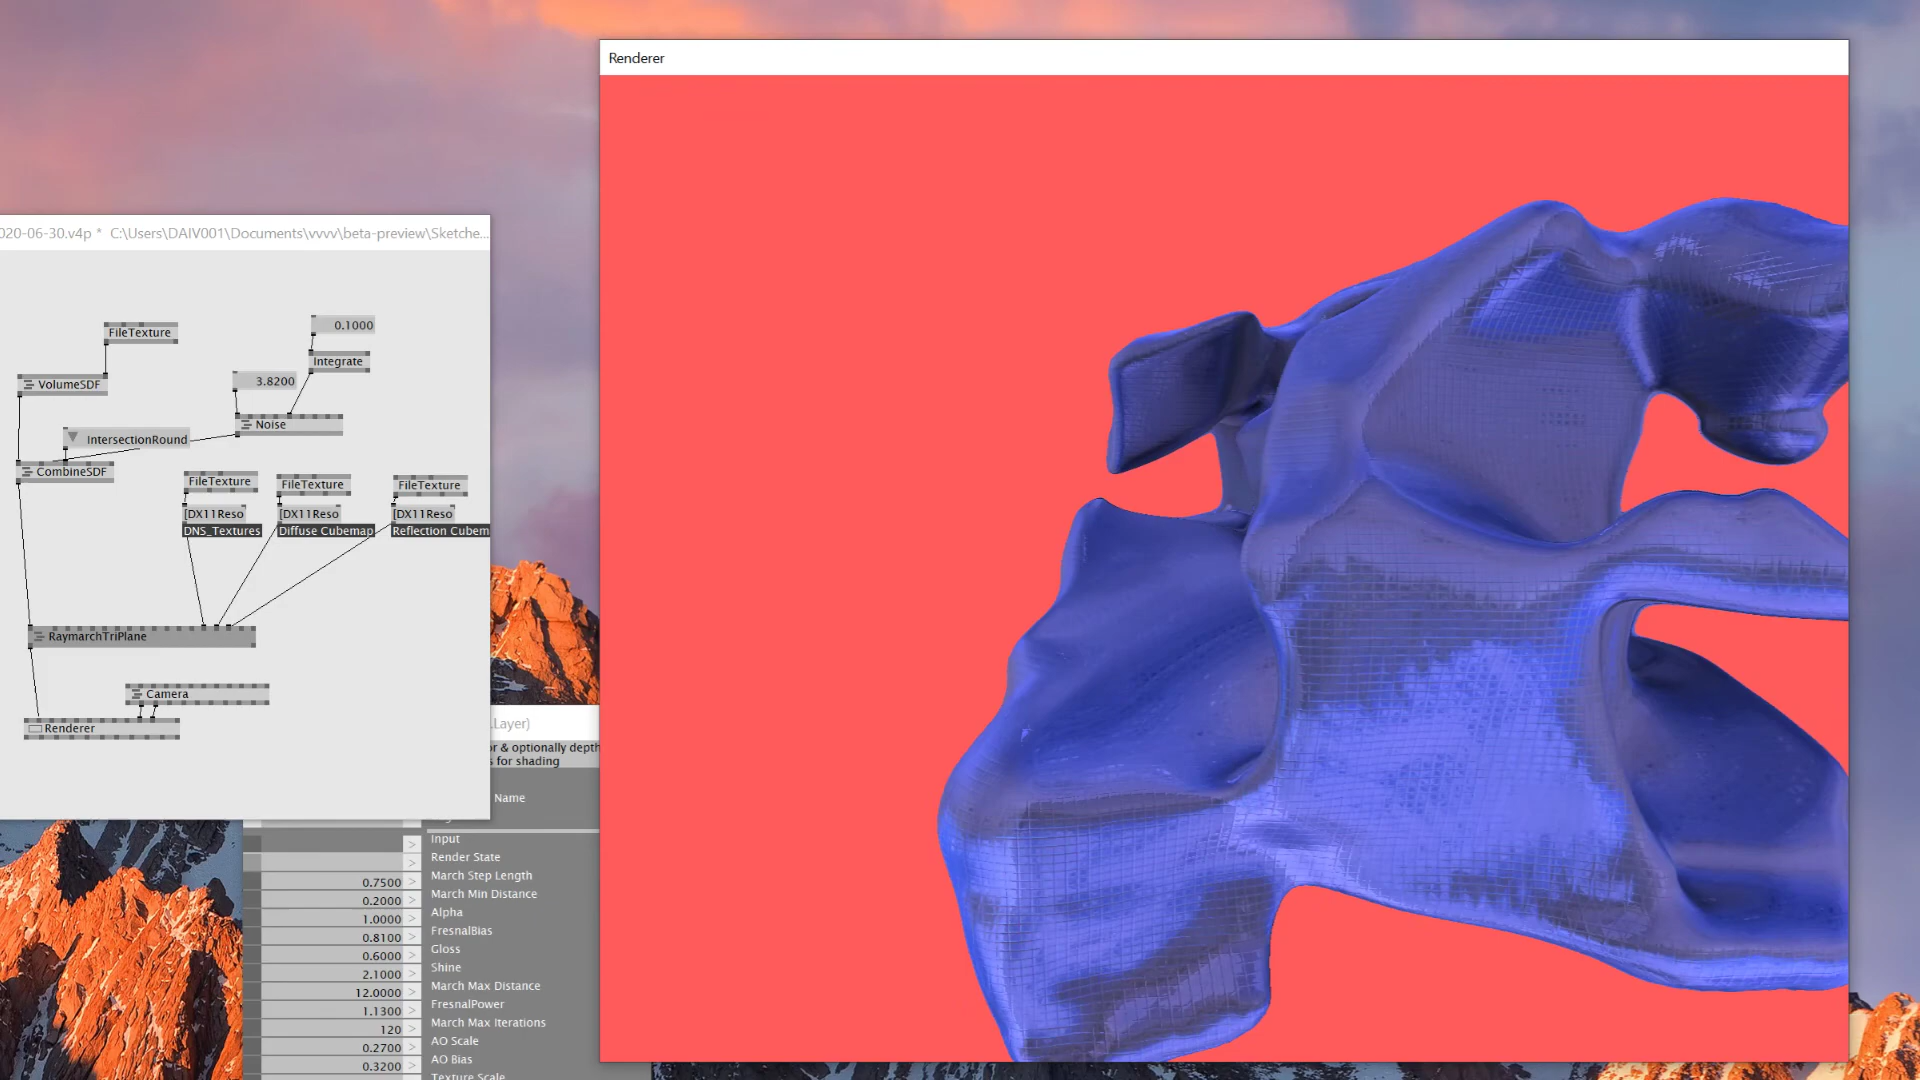 Renderer
020-06-30.v4p * C:\Users\DAIV001\Documents\vvvv\beta-preview\Sketche...
FileTexture
0.1000
Integrate
VolumeSDF
3.8200
Noise
IntersectionRound
CombineSDF
FileTexture
FileTexture
FileTexture
[DX11Reso
[DX11Reso
[DX11Reso
DNS_Textures
Diffuse Cubemap
Reflection Cubem
RaymarchTriPlane
Camera
Renderer
.Layer)
or & optionally depth
s for shading
Name
Input
Render State
0.7500 > March Step Length
0.2000 > March Min Distance
1.0000 > Alpha
0.8100 > FresnalBias
0.6000 > Gloss
2.1000 > Shine
12.0000 > March Max Distance
1.1300 > FresnalPower
120 > March Max Iterations
0.2700 > AO Scale
0.3200 > AO Bias
Texture Scale